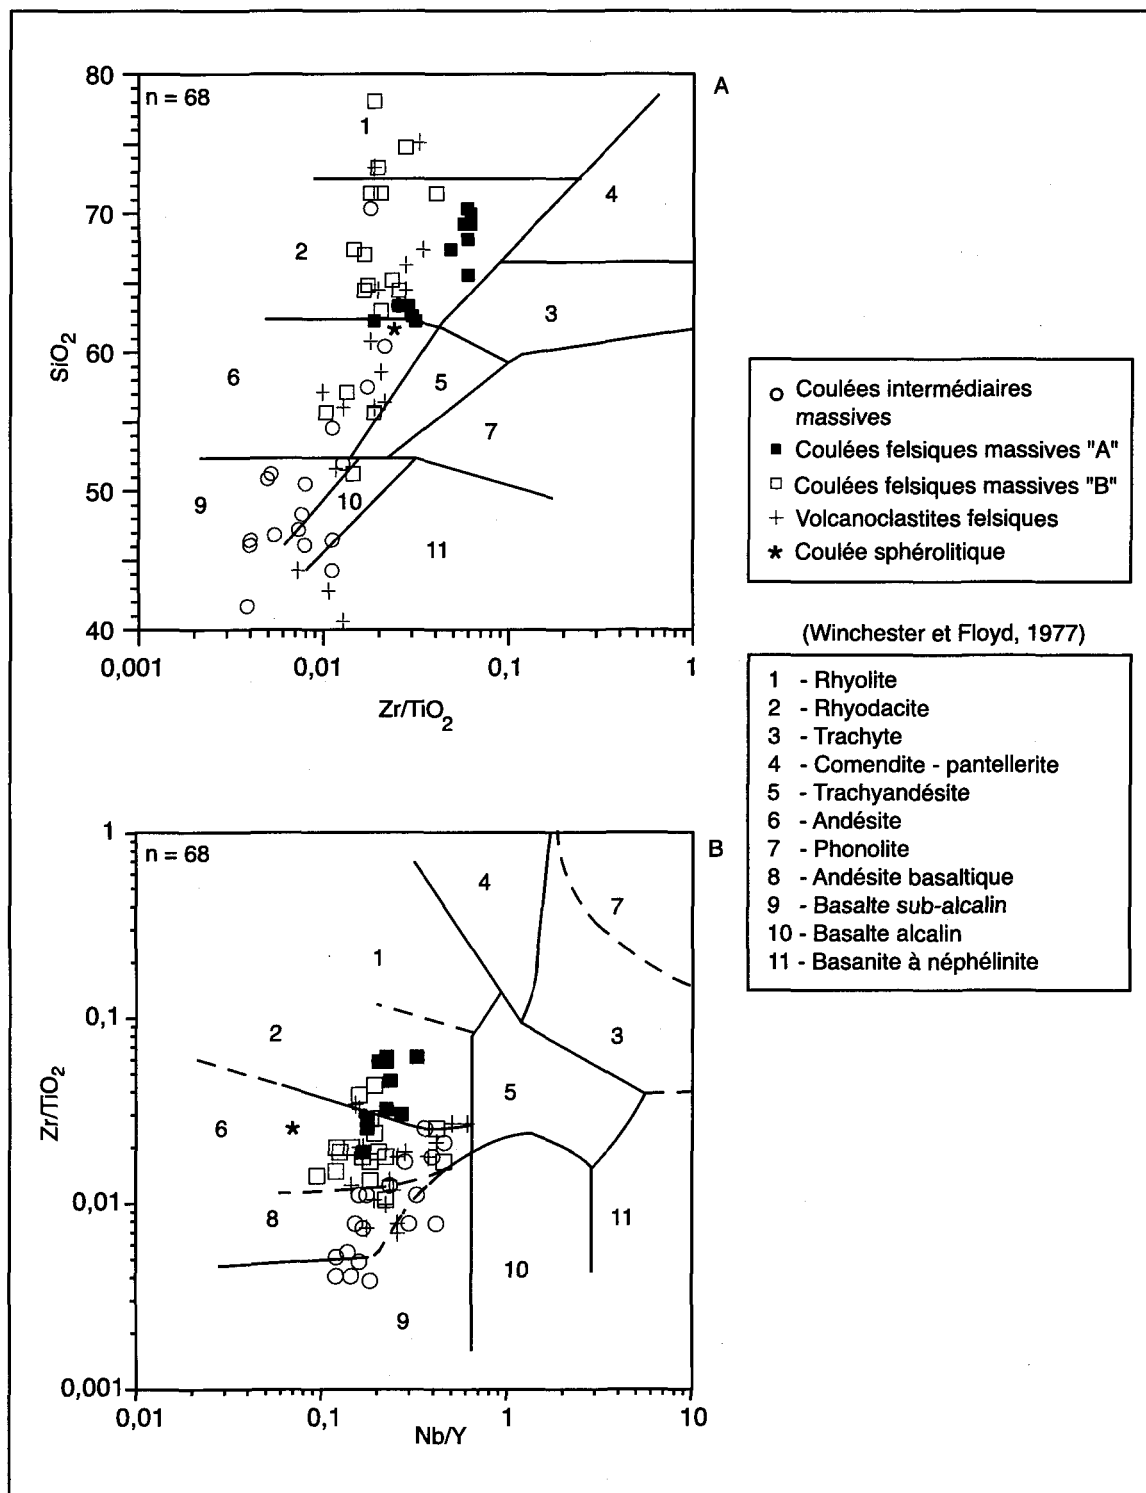 A
n = 68
80
70
60
50
40
SiO2
1
2
3
4
5
6
7
9
10
11
0,001
0,01
0,1
1
Zr/TiO2
○ Coulées intermédiaires
massives
■ Coulées felsiques massives "A"
□ Coulées felsiques massives "B"
+ Volcanoclastites felsiques
* Coulée sphérolitique
(Winchester et Floyd, 1977)
1 - Rhyolite
2 - Rhyodacite
3 - Trachyte
4 - Comendite - pantellerite
5 - Trachyandésite
6 - Andésite
7 - Phonolite
8 - Andésite basaltique
9 - Basalte sub-alcalin
10 - Basalte alcalin
11 - Basanite à néphélinite
B
n = 68
1
0,1
0,01
0,001
Zr/TiO2
4
7
1
2
3
5
6
8
11
10
9
0,01
0,1
1
10
Nb/Y